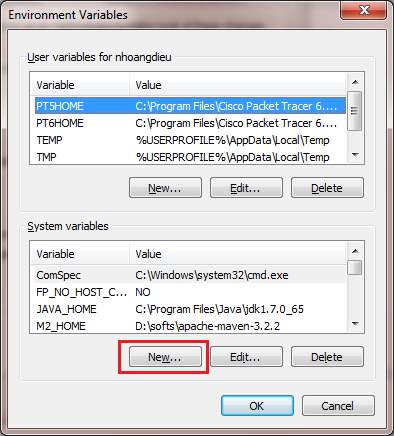 Environment Variables
User variables for nhoangdieu
Variable Value
PT5HOME C:\Program Files\Cisco Packet Tracer 6....
PT6HOME C:\Program Files\Cisco Packet Tracer 6....
TEMP %USERPROFILE%\AppData\Local\Temp
TMP %USERPROFILE%\AppData\Local\Temp
New... Edit... Delete
System variables
Variable Value
ComSpec C:\Windows\system32\cmd.exe
FP_NO_HOST_C... NO
JAVA_HOME C:\Program Files\Java\jdk1.7.0_65
M2_HOME D:\softs\apache-maven-3.2.2
New... Edit... Delete
OK Cancel